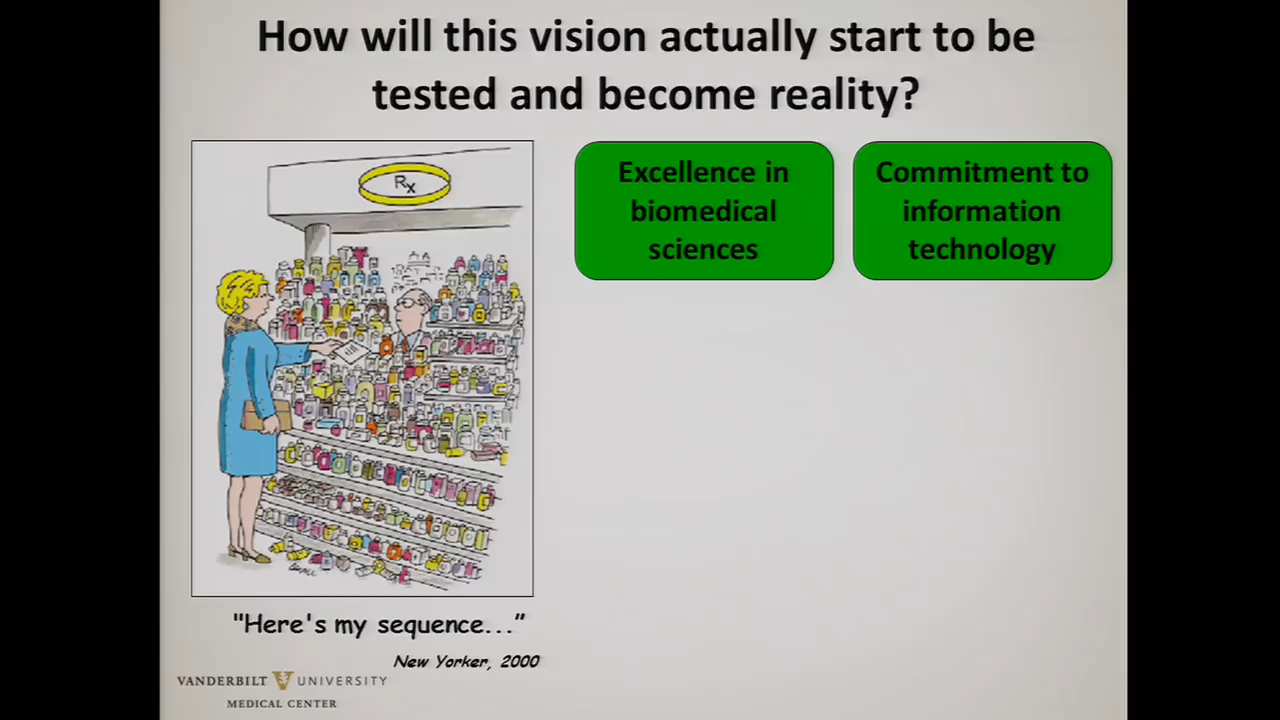 How will this vision actually start to be
tested and become reality?
Rx
Excellence in
biomedical
sciences
Commitment to
information
technology
"Here's my sequence..."
New Yorker, 2000
VANDERBILT UNIVERSITY
MEDICAL CENTER